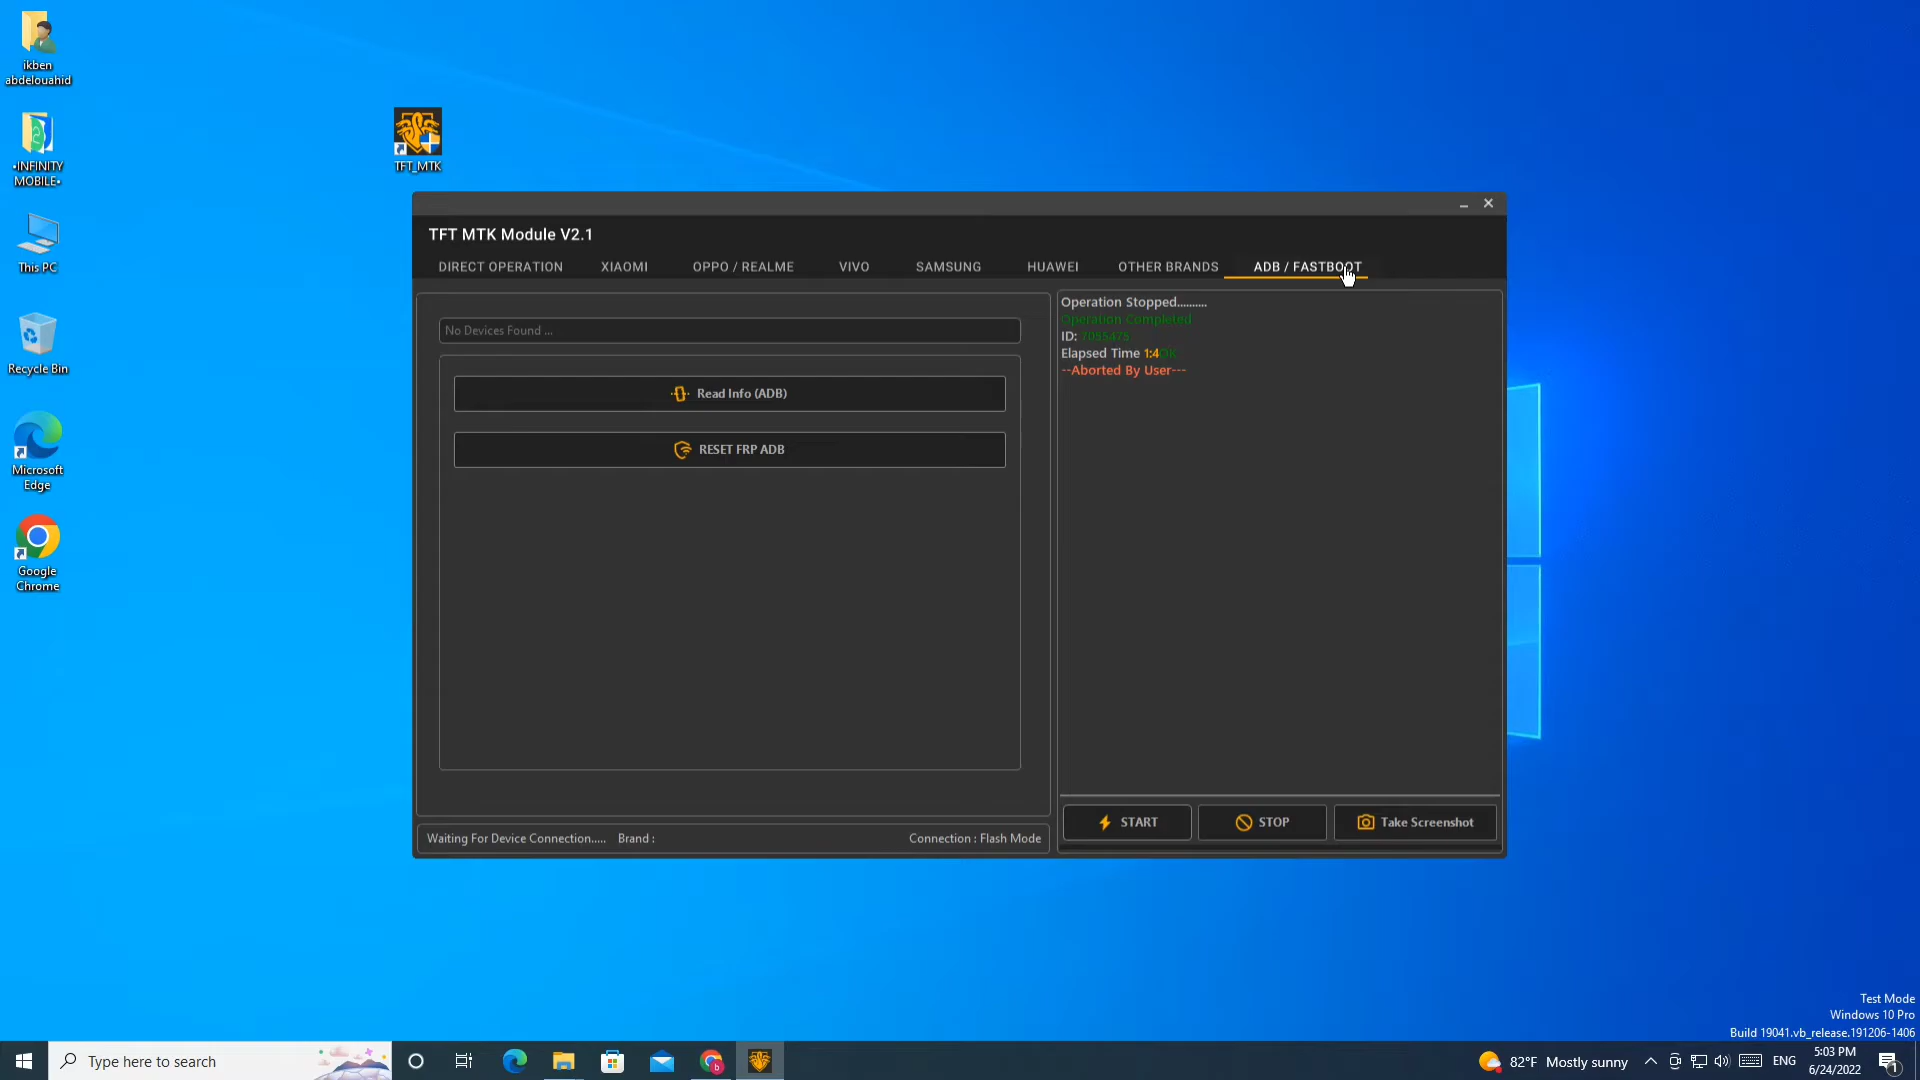 ikben
abdelouahid
•INFINITY
MOBILE•
This PC
Recycle Bin
Microsoft
Edge
Google
Chrome
TFT_MTK
TFT MTK Module V2.1
DIRECT OPERATION XIAOMI OPPO / REALME VIVO SAMSUNG HUAWEI OTHER BRANDS ADB / FASTBOOT
No Devices Found ...
Read Info (ADB)
RESET FRP ADB
Waiting For Device Connection..... Brand : Connection : Flash Mode
Operation Stopped..........
Operation Completed
ID: 7095475
Elapsed Time 1:4OK
--Aborted By User---
START STOP Take Screenshot
Test Mode
Windows 10 Pro
Build 19041.vb_release.191206-1406
Type here to search
82°F Mostly sunny
ENG
5:03 PM
6/24/2022
1